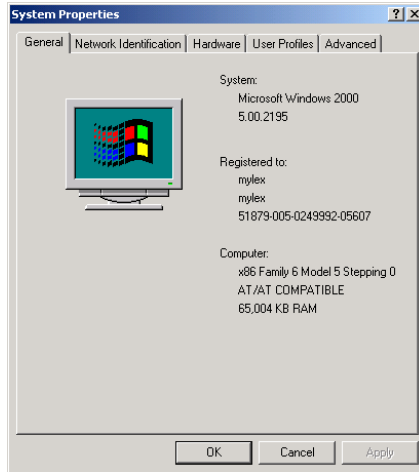 System Properties
General
Network Identification
Hardware
User Profiles
Advanced
System:
Microsoft Windows 2000
5.00.2195
Registered to:
mylex
mylex
51879-005-0249992-05607
Computer:
x86 Family 6 Model 5 Stepping 0
AT/AT COMPATIBLE
65,004 KB RAM
OK
Cancel
Apply